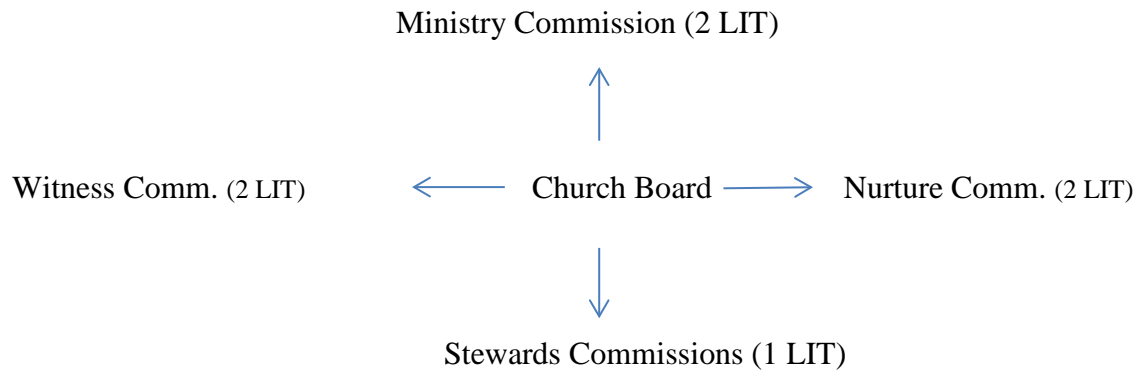 Ministry Commission (2 LIT)
Witness Comm. (2 LIT) Church Board Nurture Comm. (2 LIT)
Stewards Commissions (1 LIT)